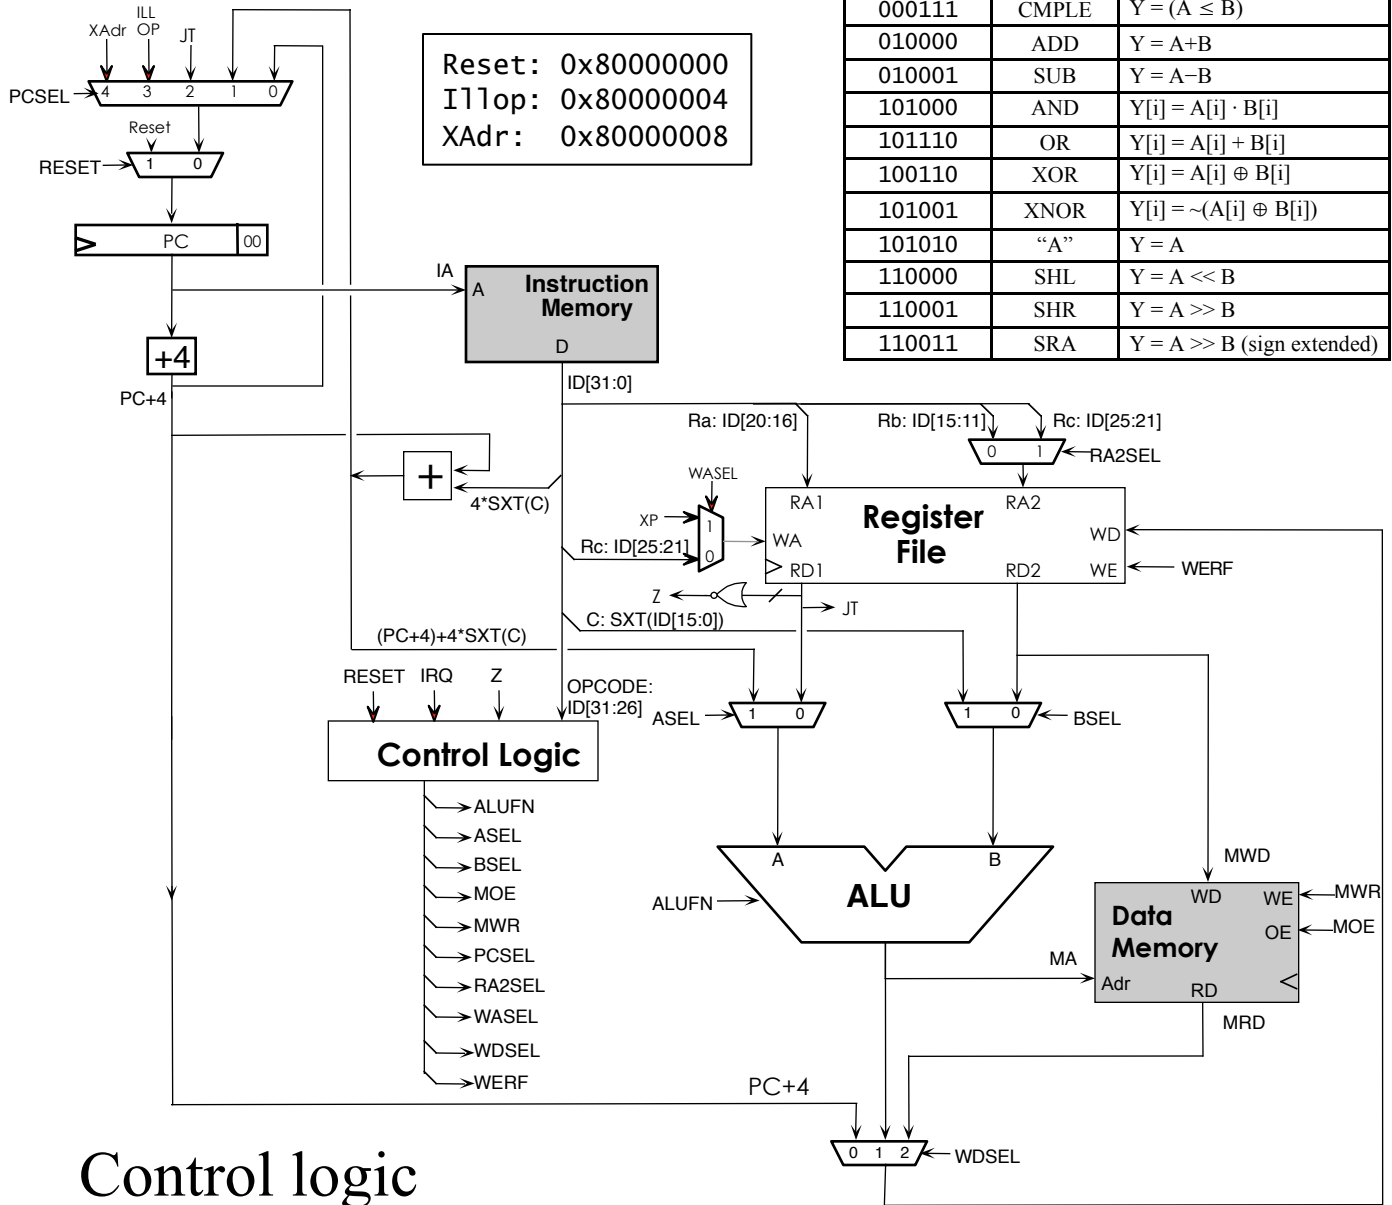 000111 CMPLE Y = (A ≤ B)
010000 ADD Y = A+B
010001 SUB Y = A−B
101000 AND Y[i] = A[i] · B[i]
101110 OR Y[i] = A[i] + B[i]
100110 XOR Y[i] = A[i] ⊕ B[i]
101001 XNOR Y[i] = ~(A[i] ⊕ B[i])
101010 “A” Y = A
110000 SHL Y = A << B
110001 SHR Y = A >> B
110011 SRA Y = A >> B (sign extended)
Reset: 0x80000000
Illop: 0x80000004
XAdr: 0x80000008
XAdr
ILL
OP
JT
PCSEL
4 3 2 1 0
Reset
RESET
1 0
PC 00
+4
PC+4
IA
A
Instruction
Memory
D
ID[31:0]
Ra: ID[20:16]
Rb: ID[15:11]
Rc: ID[25:21]
0 1
RA2SEL
+
4*SXT(C)
WASEL
XP
1
0
Rc: ID[25:21]
RA1
RA2
Register
File
WA
WD
RD1
RD2
WE
WERF
Z
JT
C: SXT(ID[15:0])
(PC+4)+4*SXT(C)
RESET IRQ Z
OPCODE:
ID[31:26]
ASEL
1 0
1 0
BSEL
Control Logic
ALUFN
ASEL
BSEL
MOE
MWR
PCSEL
RA2SEL
WASEL
WDSEL
WERF
A
B
ALU
ALUFN
MWD
WD
WE
MWR
Data
Memory
OE
MOE
MA
Adr
RD
MRD
PC+4
0 1 2
WDSEL
Control logic